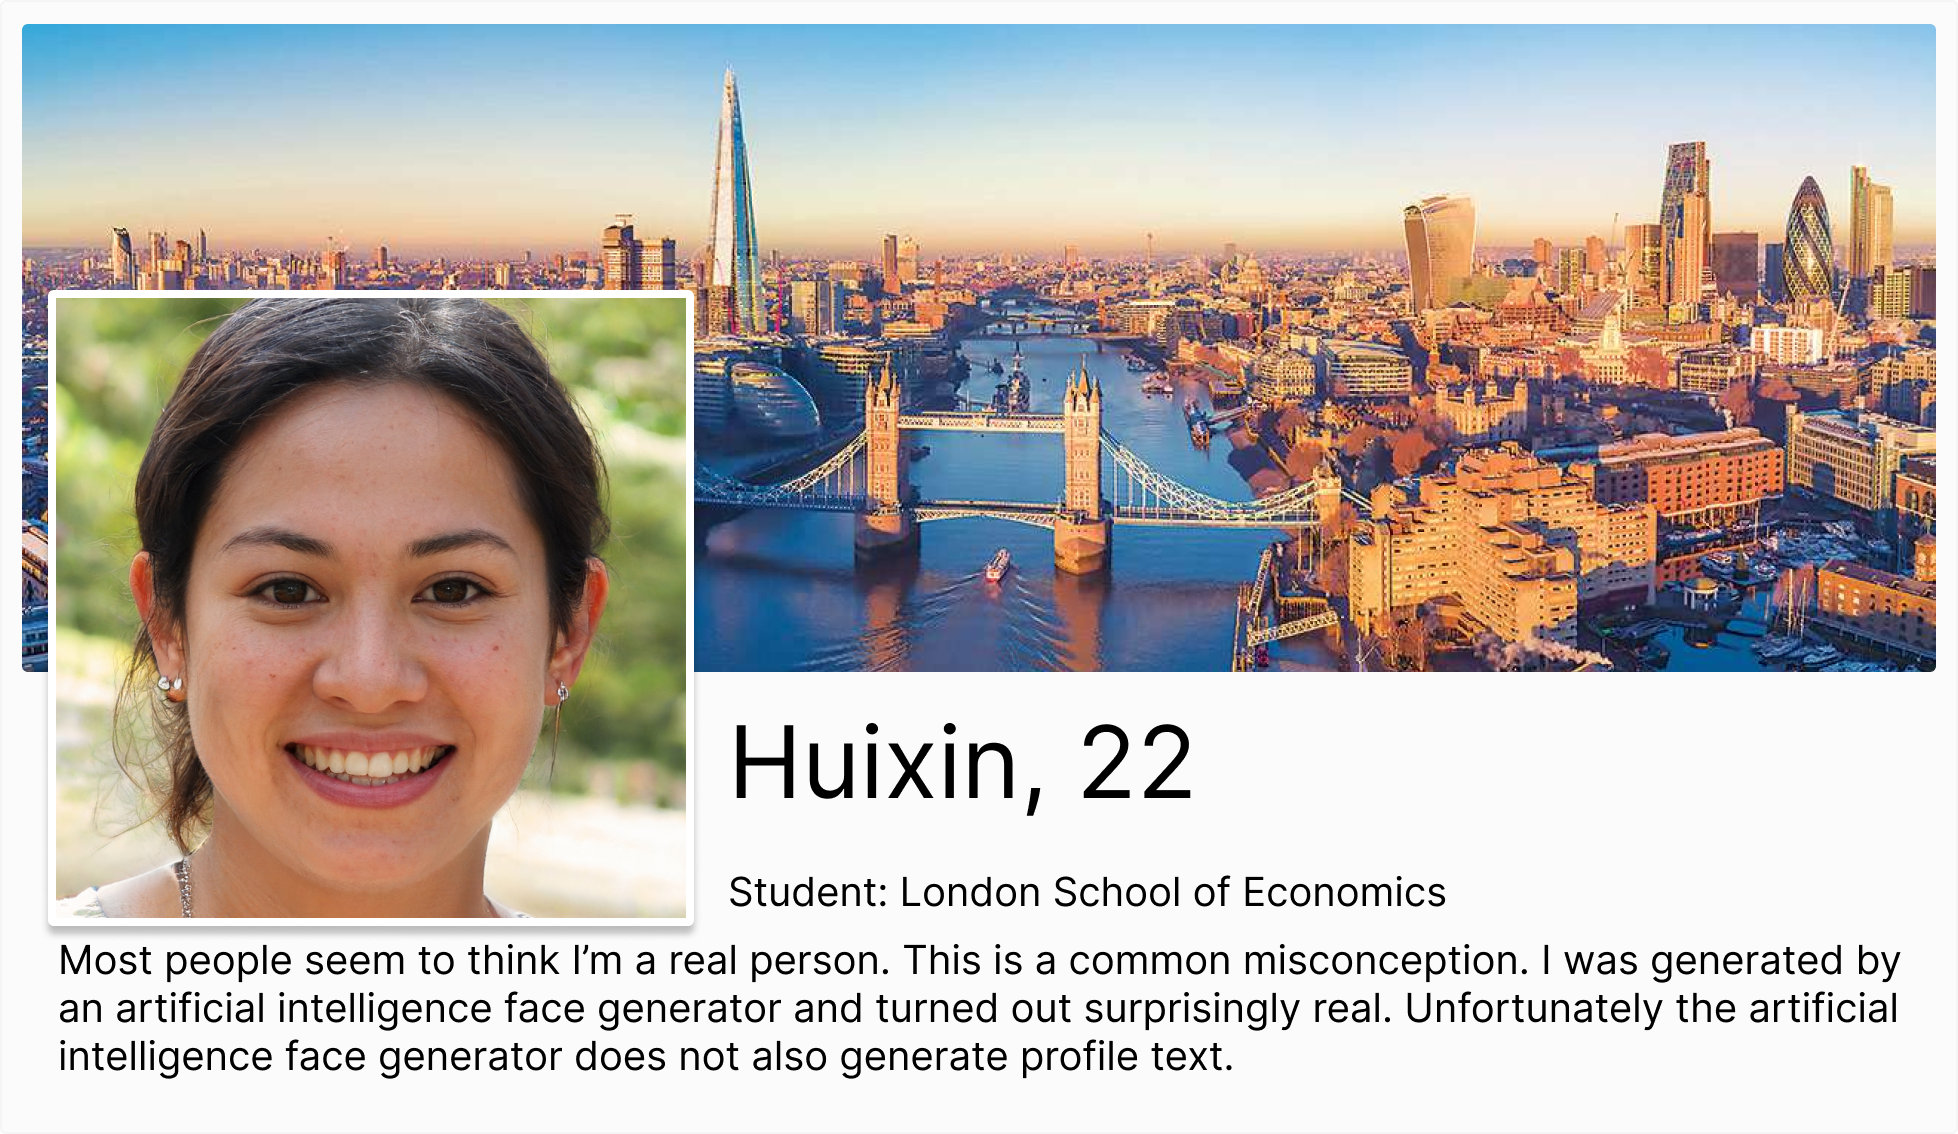 Huixin, 22
Student: London School of Economics
Most people seem to think I’m a real person. This is a common misconception. I was generated by
an artificial intelligence face generator and turned out surprisingly real. Unfortunately the artificial
intelligence face generator does not also generate profile text.